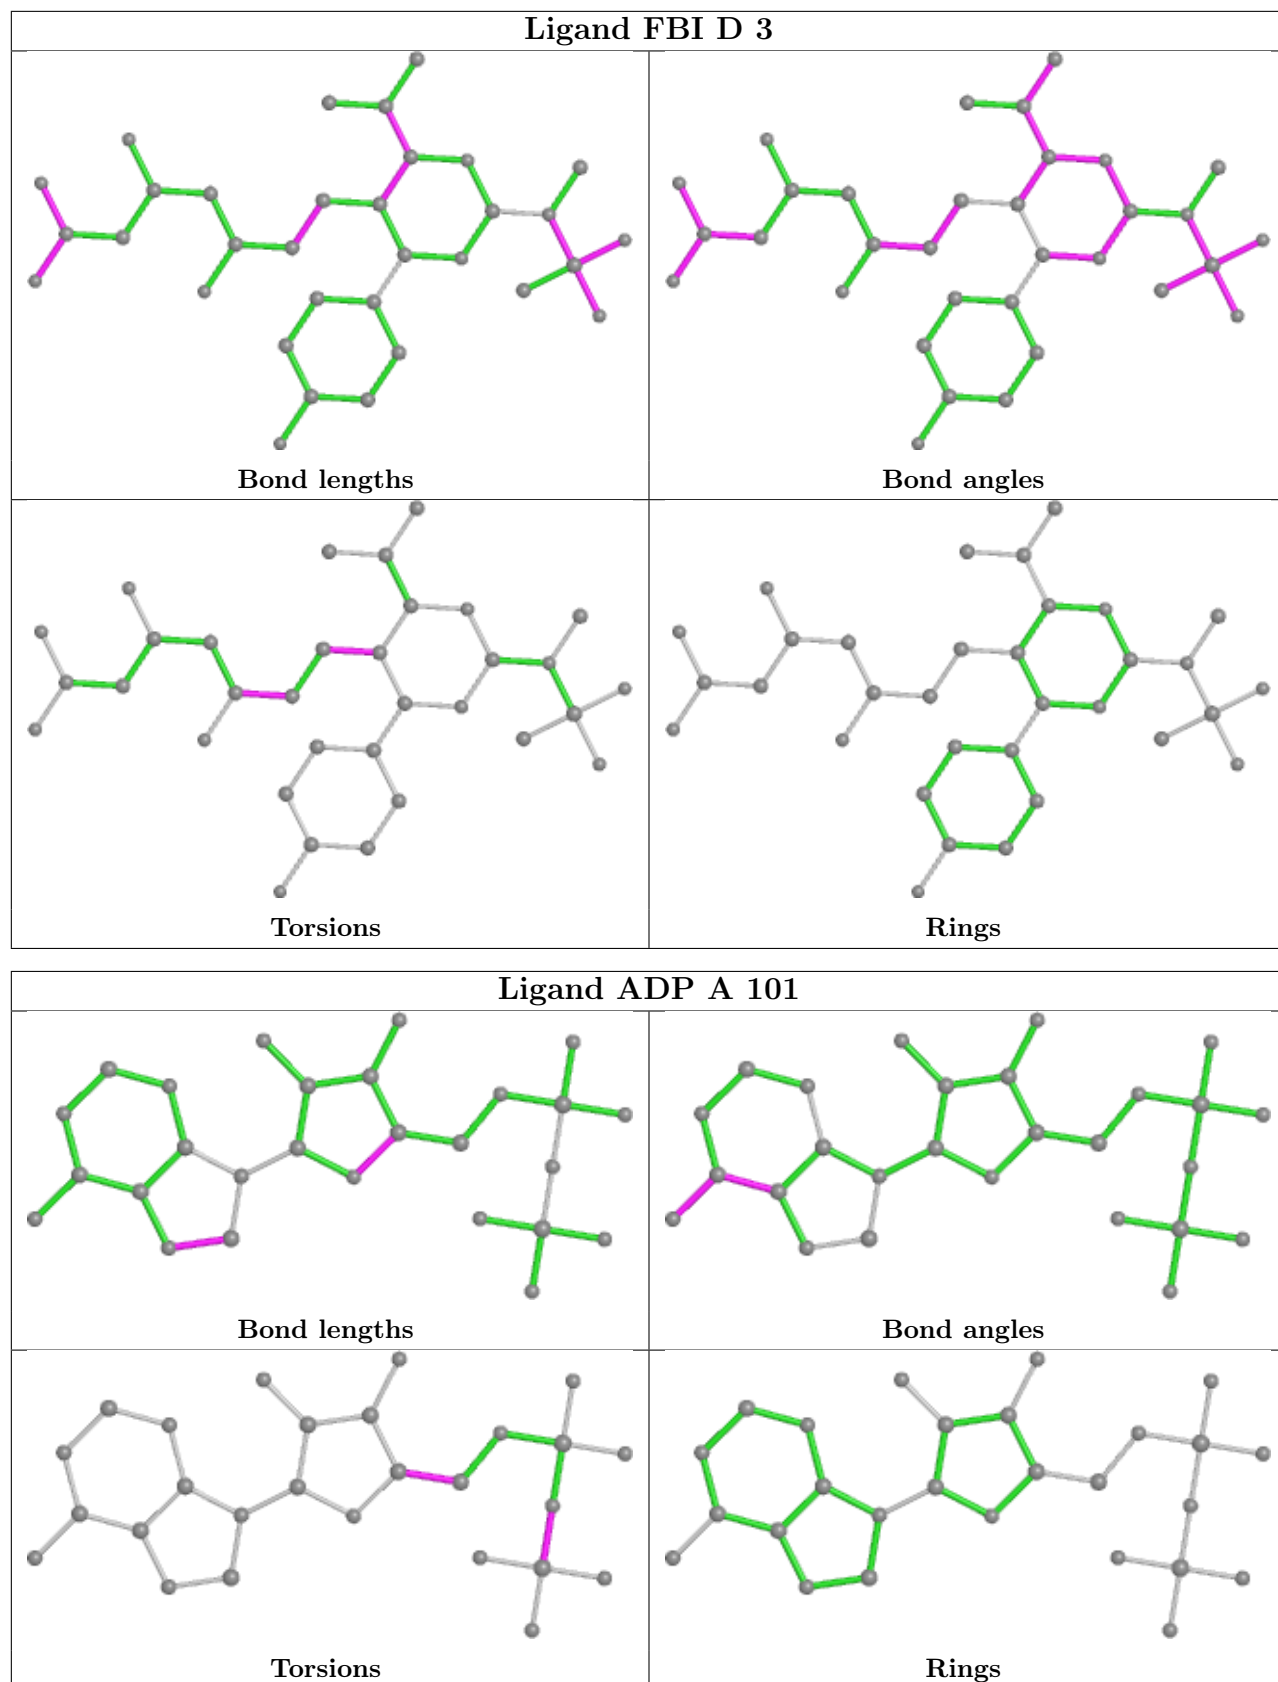 Ligand FBI D 3
Bond lengths
Bond angles
Torsions
Rings
Ligand ADP A 101
Bond lengths
Bond angles
Torsions
Rings